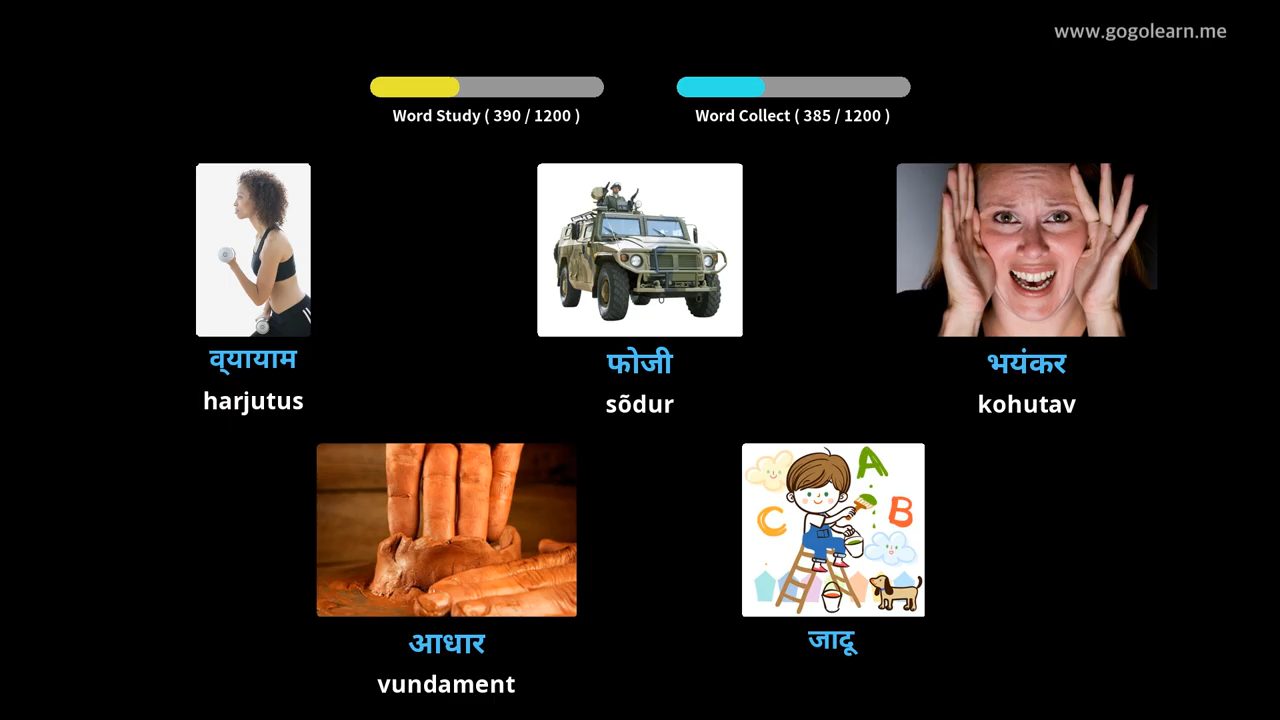 www.gogolearn.me
Word Study ( 390 / 1200 )
Word Collect ( 385 / 1200 )
व्यायाम
harjutus
फोजी
sõdur
भयंकर
kohutav
A
B
C
आधार
vundament
जादू